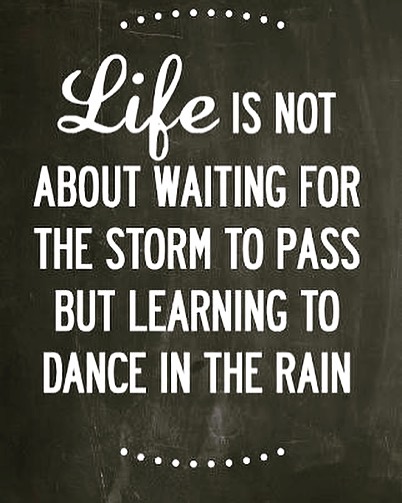 Life IS NOT
ABOUT WAITING FOR
THE STORM TO PASS
BUT LEARNING TO
DANCE IN THE RAIN